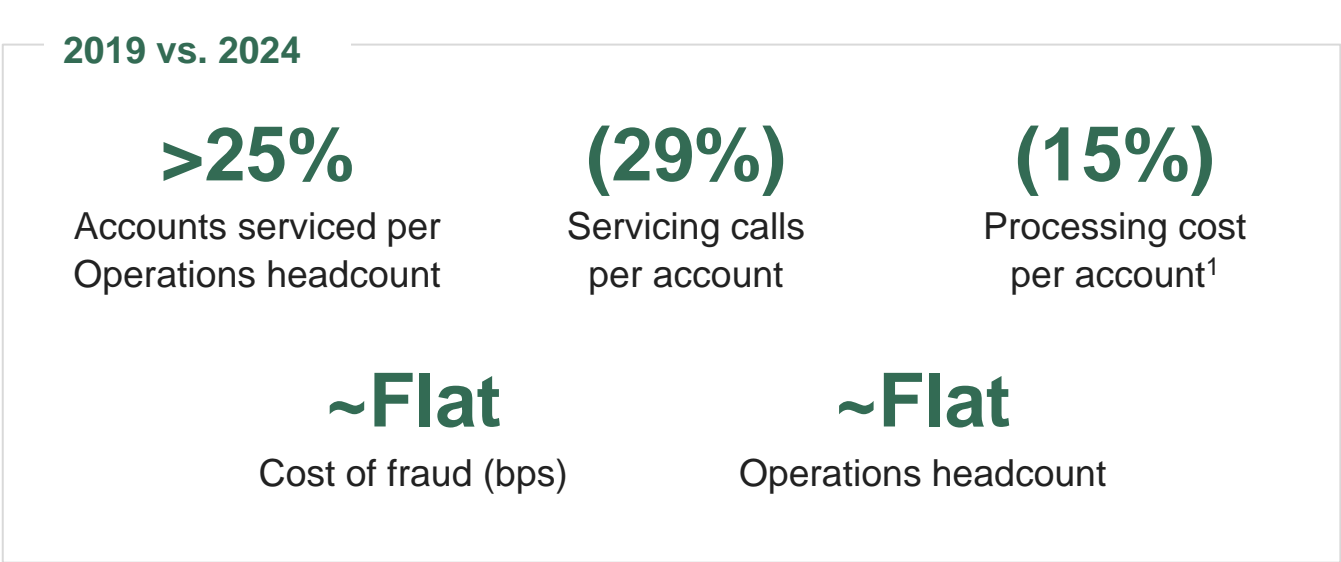 2019 vs. 2024
>25%
Accounts serviced per
Operations headcount
(29%)
Servicing calls
per account
(15%)
Processing cost
per account¹
~Flat
Cost of fraud (bps)
~Flat
Operations headcount